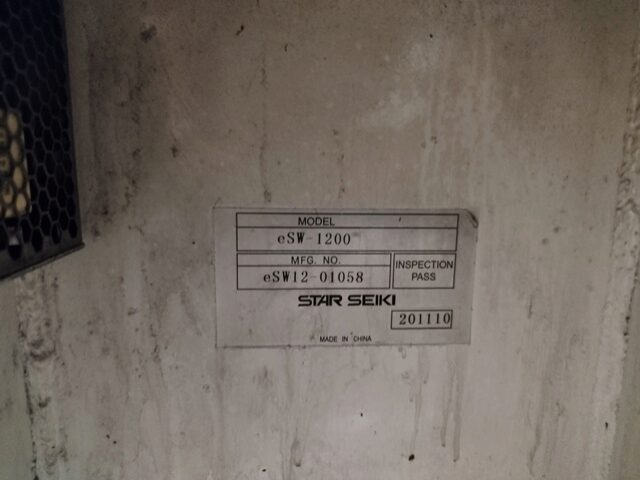 MODEL
eSW-1200
MFG. NO.
eSW12-01058
INSPECTION
PASS
STAR SEIKI
201110
MADE IN CHINA